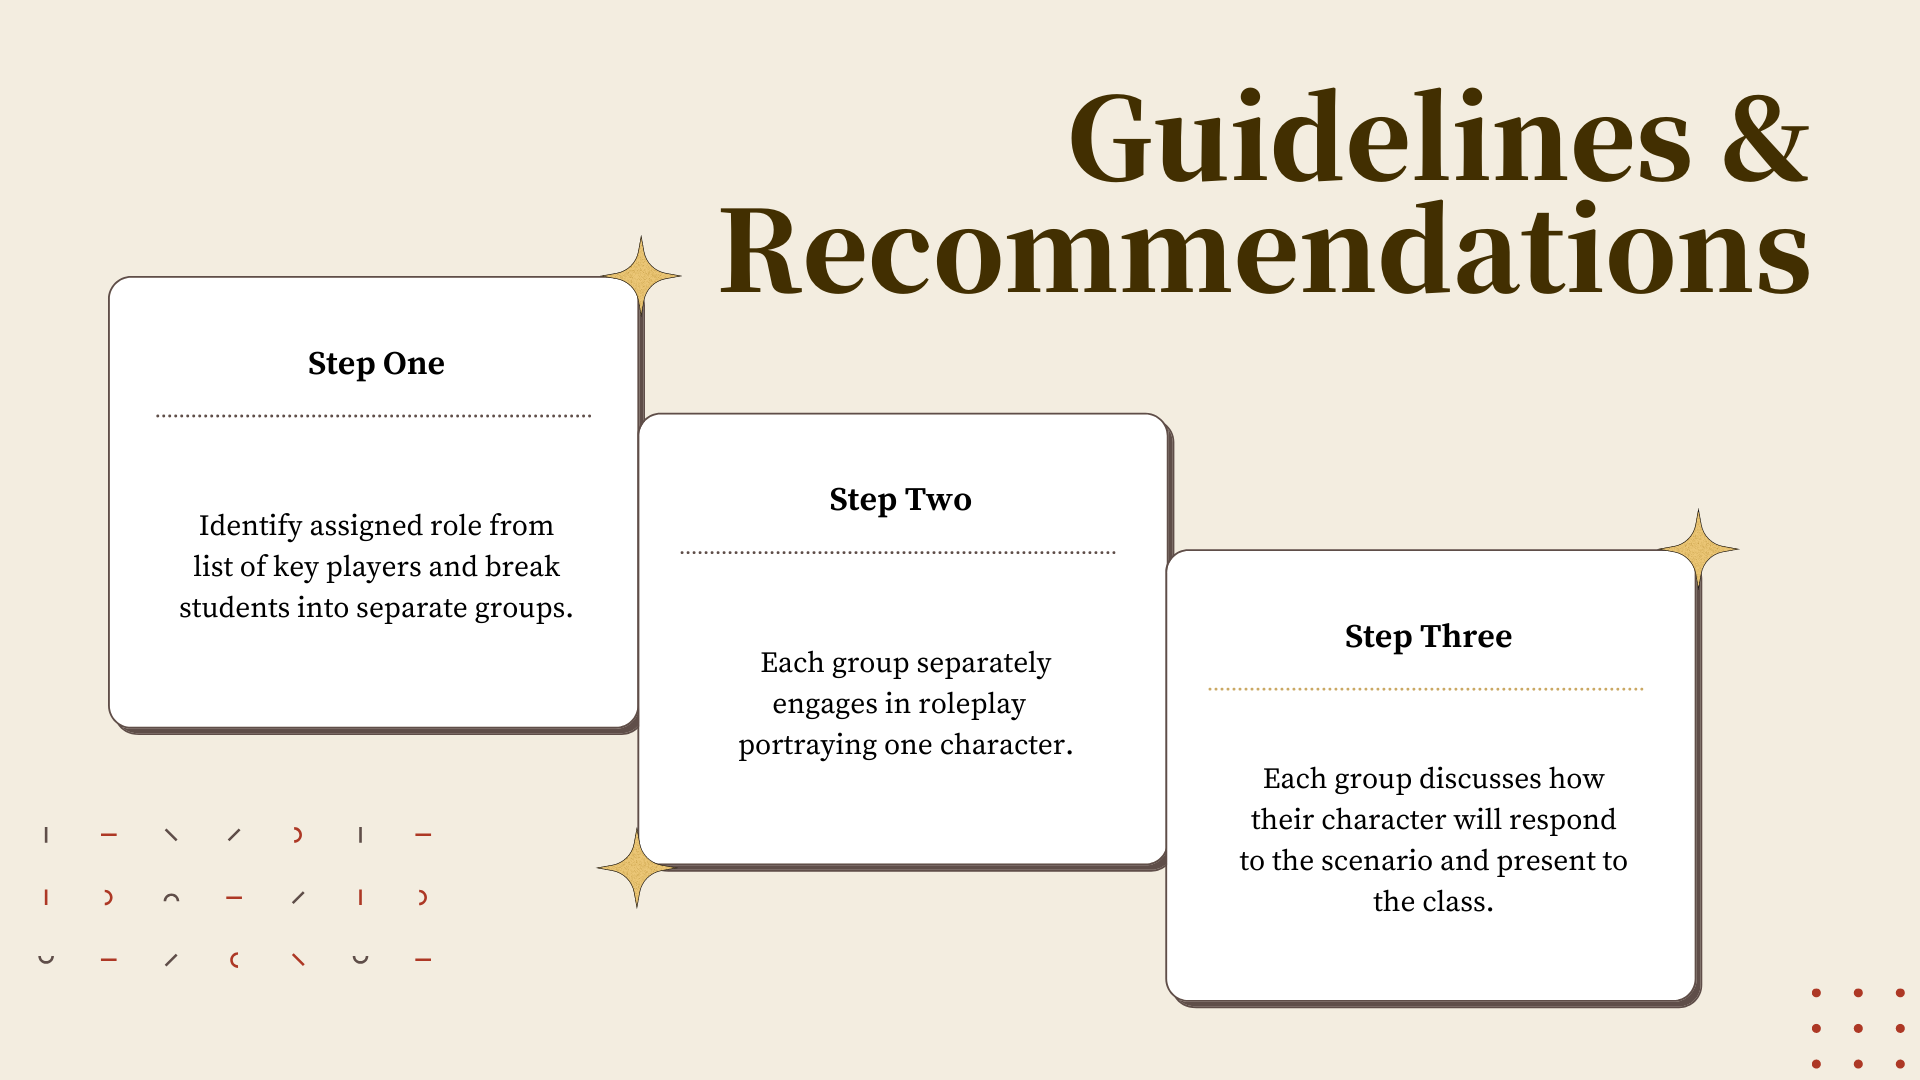 Guidelines &
Recommendations
Step One
Identify assigned role from
list of key players and break
students into separate groups.
Step Two
Each group separately
engages in roleplay
portraying one character.
Step Three
Each group discusses how
their character will respond
to the scenario and present to
the class.